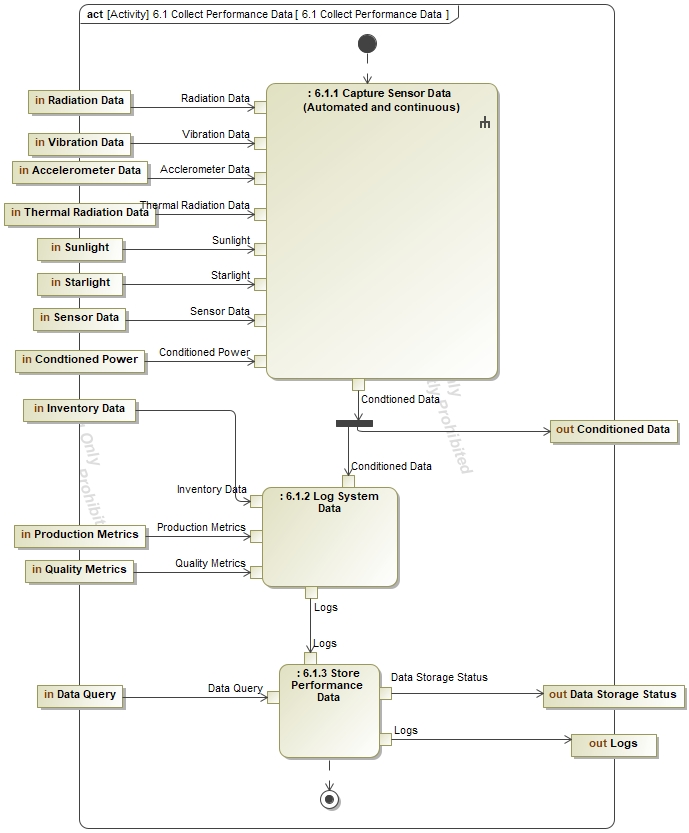 act [Activity] 6.1 Collect Performance Data [ 6.1 Collect Performance Data ]
: 6.1.1 Capture Sensor Data
(Automated and continuous)
in Radiation Data
Radiation Data
in Vibration Data
Vibration Data
in Accelerometer Data
Acclerometer Data
in Thermal Radiation Data
Thermal Radiation Data
in Sunlight
Sunlight
in Starlight
Starlight
in Sensor Data
Sensor Data
in Condtioned Power
Conditioned Power
Condtioned Data
in Inventory Data
out Conditioned Data
Only
Only
Prohibited
Prohibited
Conditioned Data
Inventory Data
: 6.1.2 Log System
Data
in Production Metrics
Production Metrics
in Quality Metrics
Quality Metrics
Logs
Logs
: 6.1.3 Store
Performance
Data
in Data Query
Data Query
Data Storage Status
out Data Storage Status
Logs
out Logs